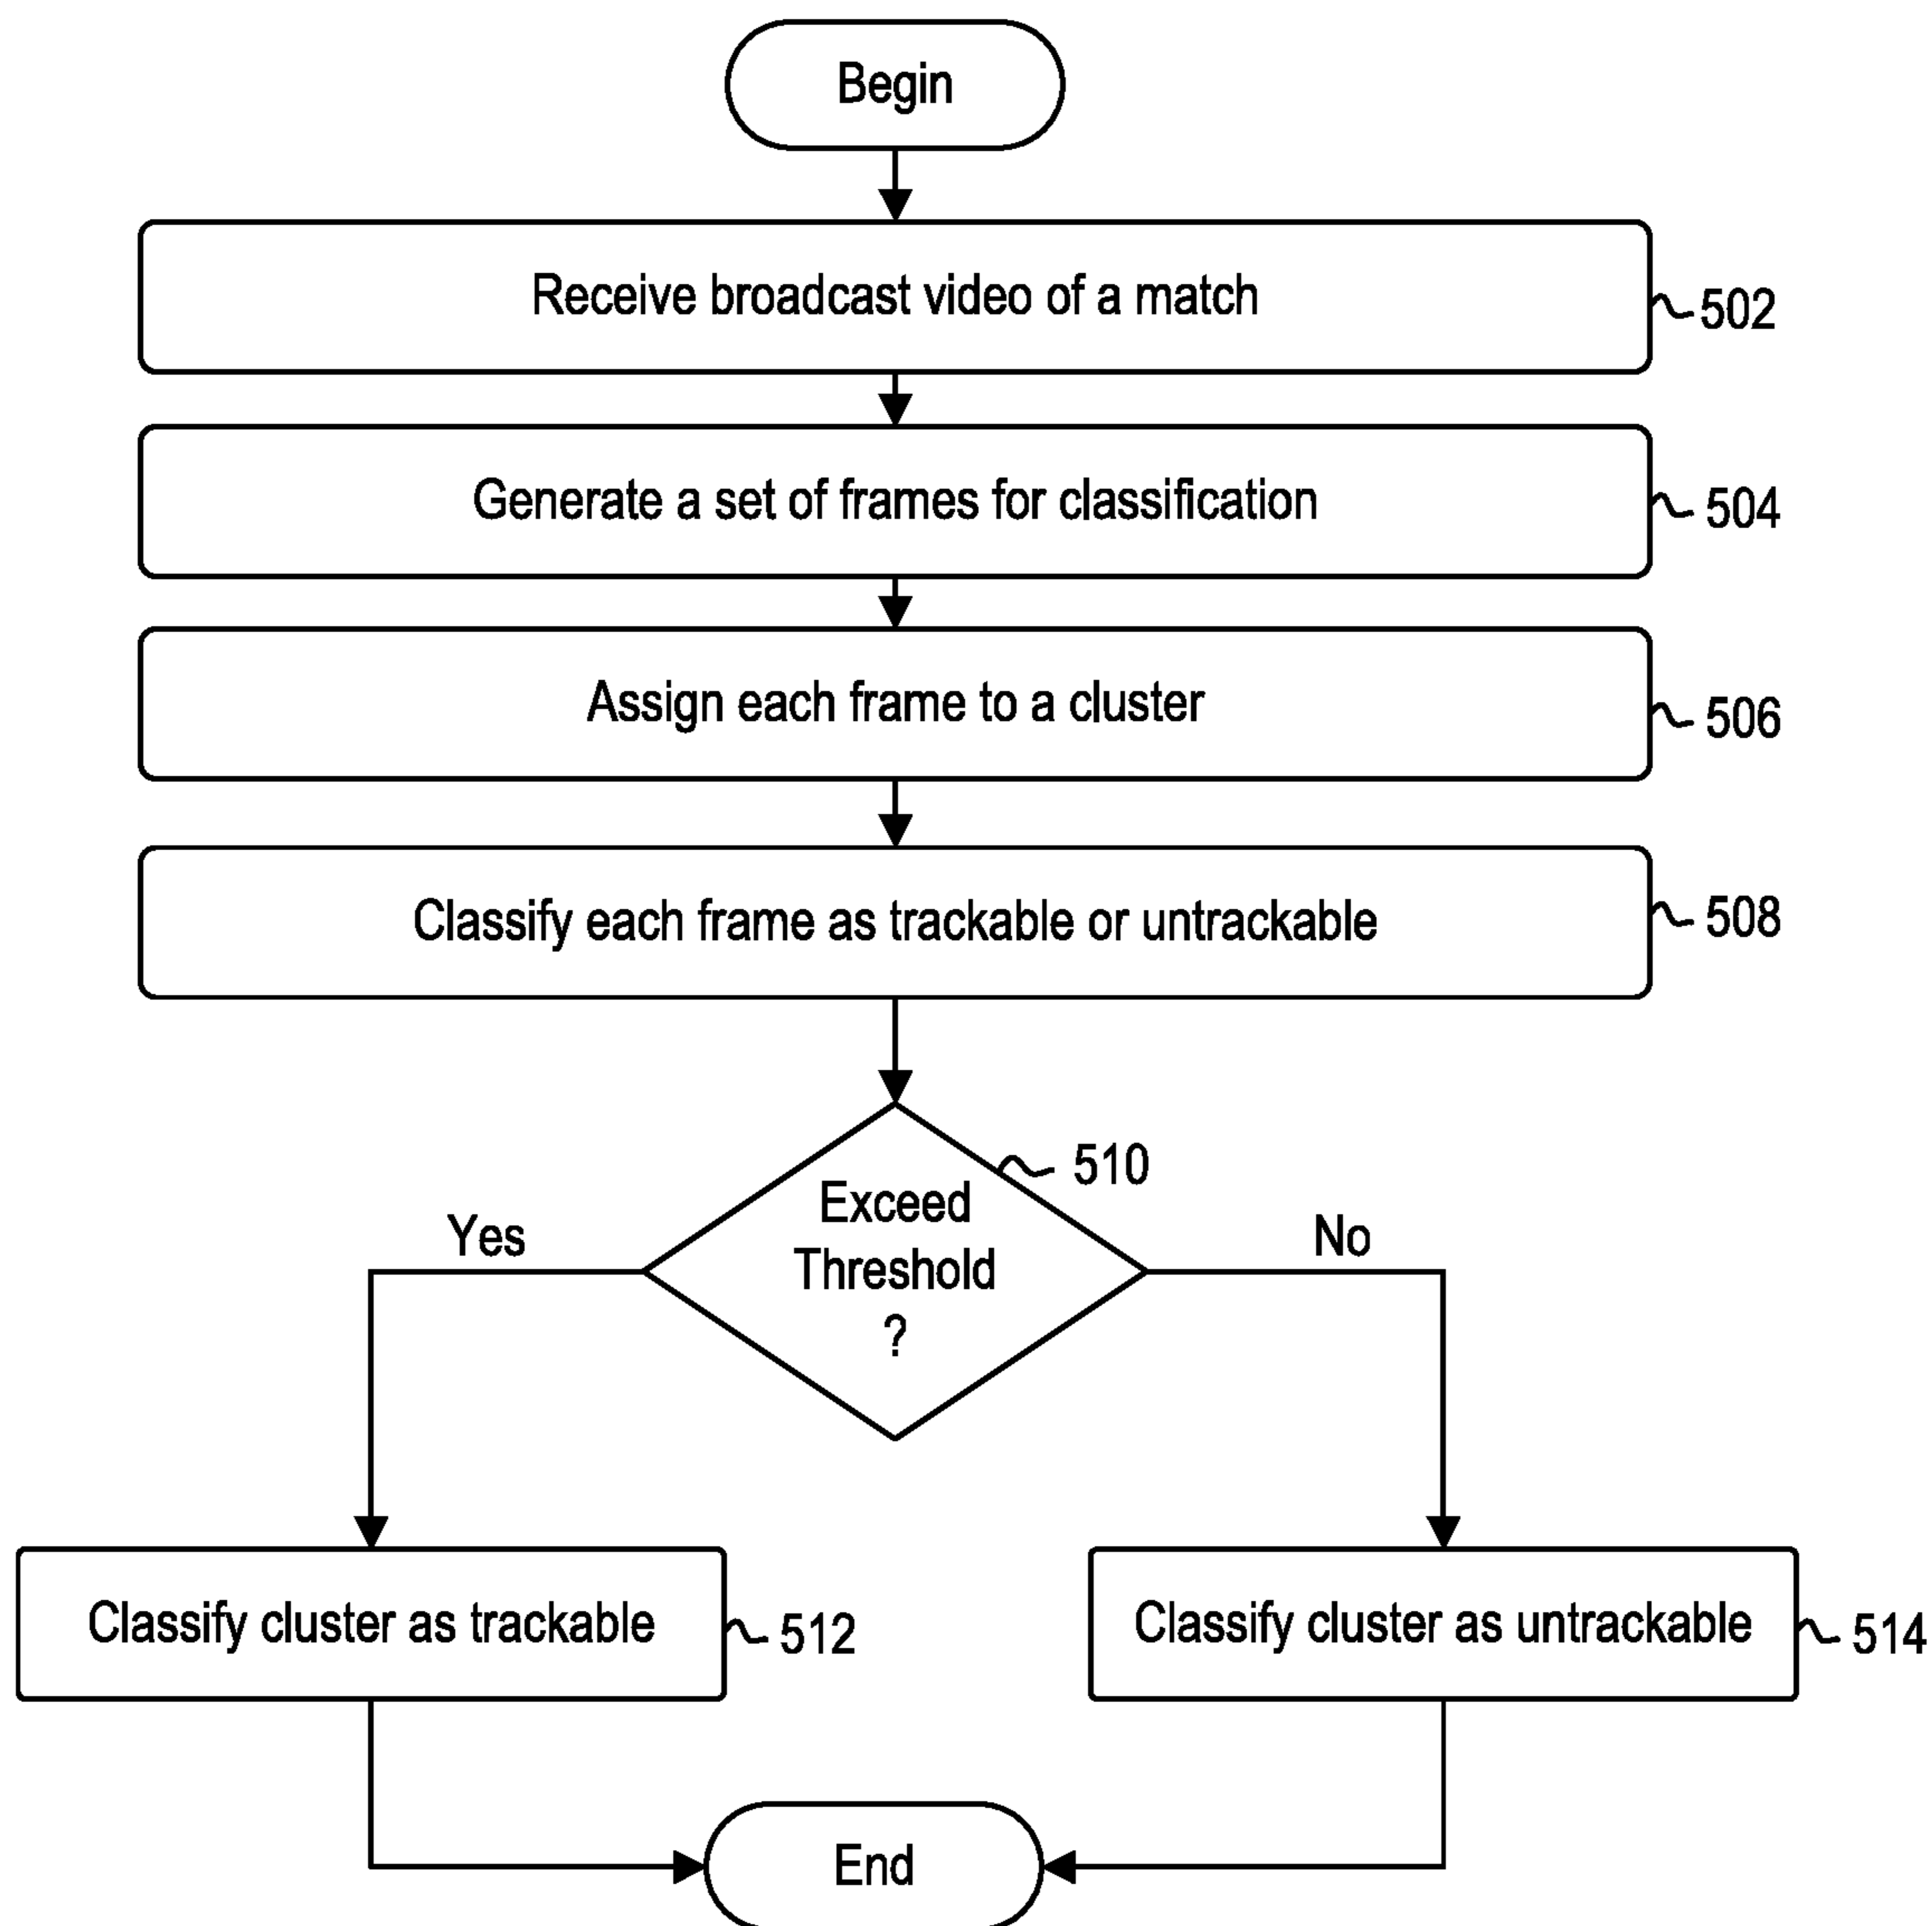 Begin
Receive broadcast video of a match
502
Generate a set of frames for classification
504
Assign each frame to a cluster
506
Classify each frame as trackable or untrackable
508
510
Exceed
Threshold
?
Yes
No
Classify cluster as trackable
512
Classify cluster as untrackable
514
End